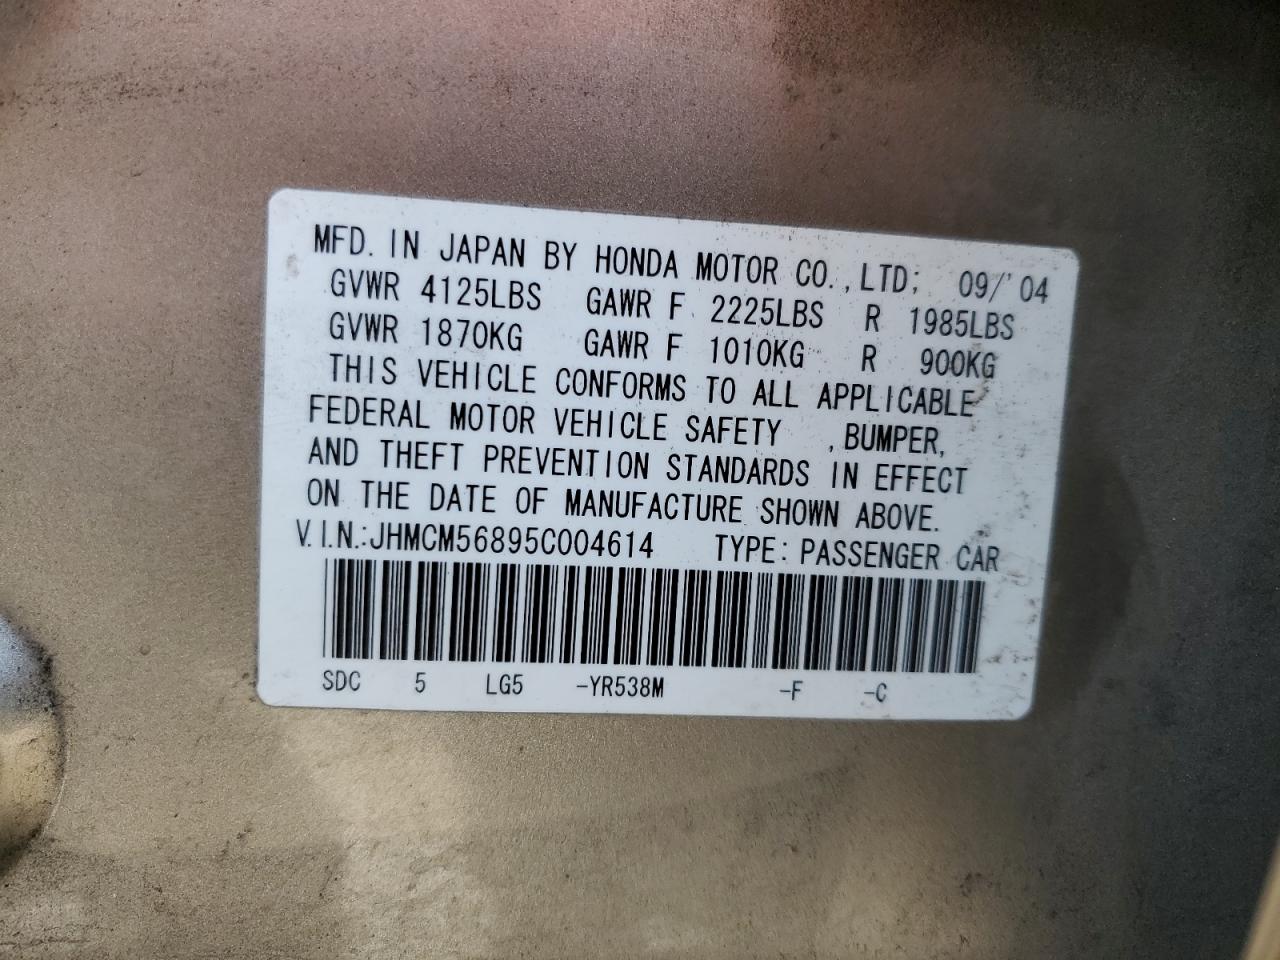 MFD. IN JAPAN BY HONDA MOTOR CO., LTD; 09/'04
GVWR 4125LBS GAWR F 2225LBS R 1985LBS
GVWR 1870KG GAWR F 1010KG R 900KG
THIS VEHICLE CONFORMS TO ALL APPLICABLE
FEDERAL MOTOR VEHICLE SAFETY , BUMPER,
AND THEFT PREVENTION STANDARDS IN EFFECT
ON THE DATE OF MANUFACTURE SHOWN ABOVE.
V.I.N.:JHMCM56895C004614 TYPE: PASSENGER CAR
SDC 5 LG5 -YR538M -F -C